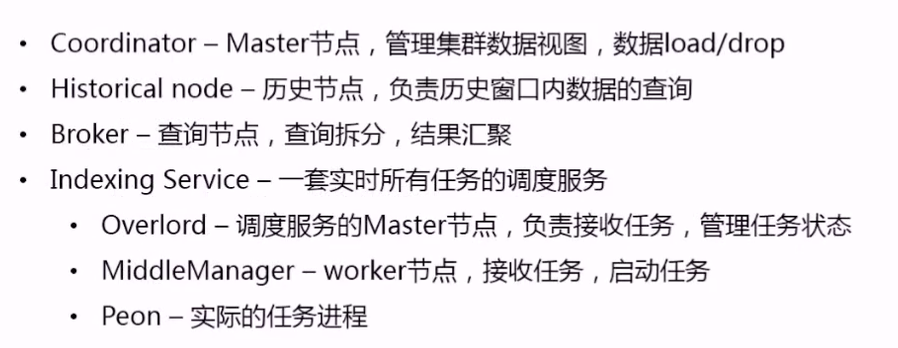 • Coordinator – Master节点，管理集群数据视图，数据load/drop
• Historical node – 历史节点，负责历史窗口内数据的查询
• Broker – 查询节点，查询拆分，结果汇聚
• Indexing Service – 一套实时所有任务的调度服务
• Overlord – 调度服务的Master节点，负责接收任务，管理任务状态
• MiddleManager – worker节点，接收任务，启动任务
• Peon – 实际的任务进程